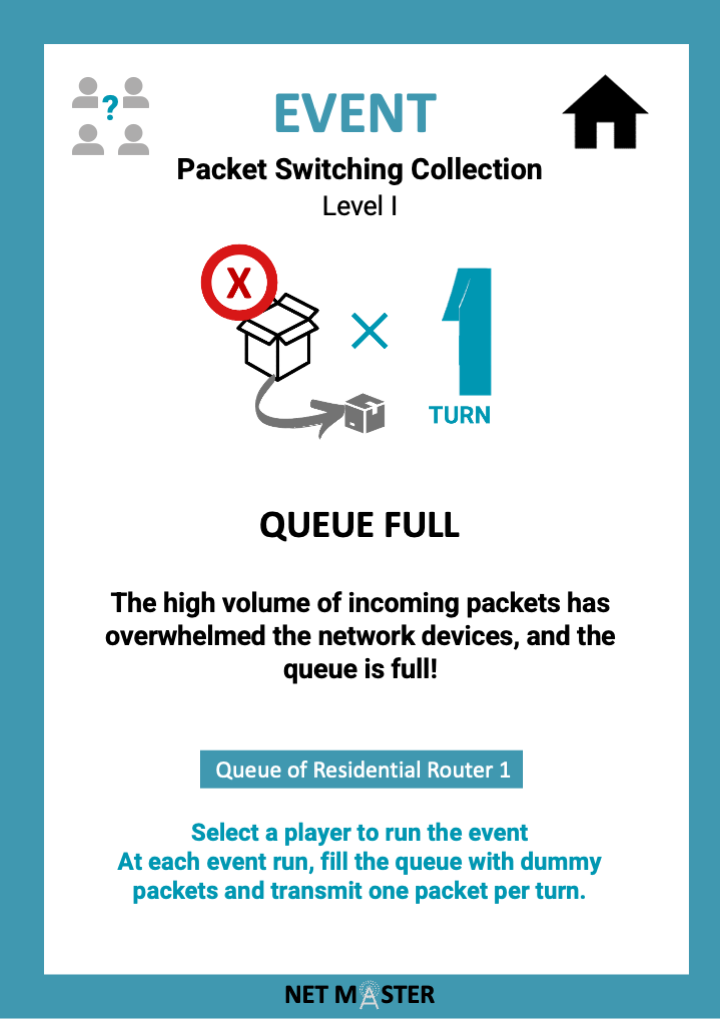 ?
EVENT
Packet Switching Collection
Level I
X
× 1
TURN
QUEUE FULL
The high volume of incoming packets has
overwhelmed the network devices, and the
queue is full!
Queue of Residential Router 1
Select a player to run the event
At each event run, fill the queue with dummy
packets and transmit one packet per turn.
NET MASTER